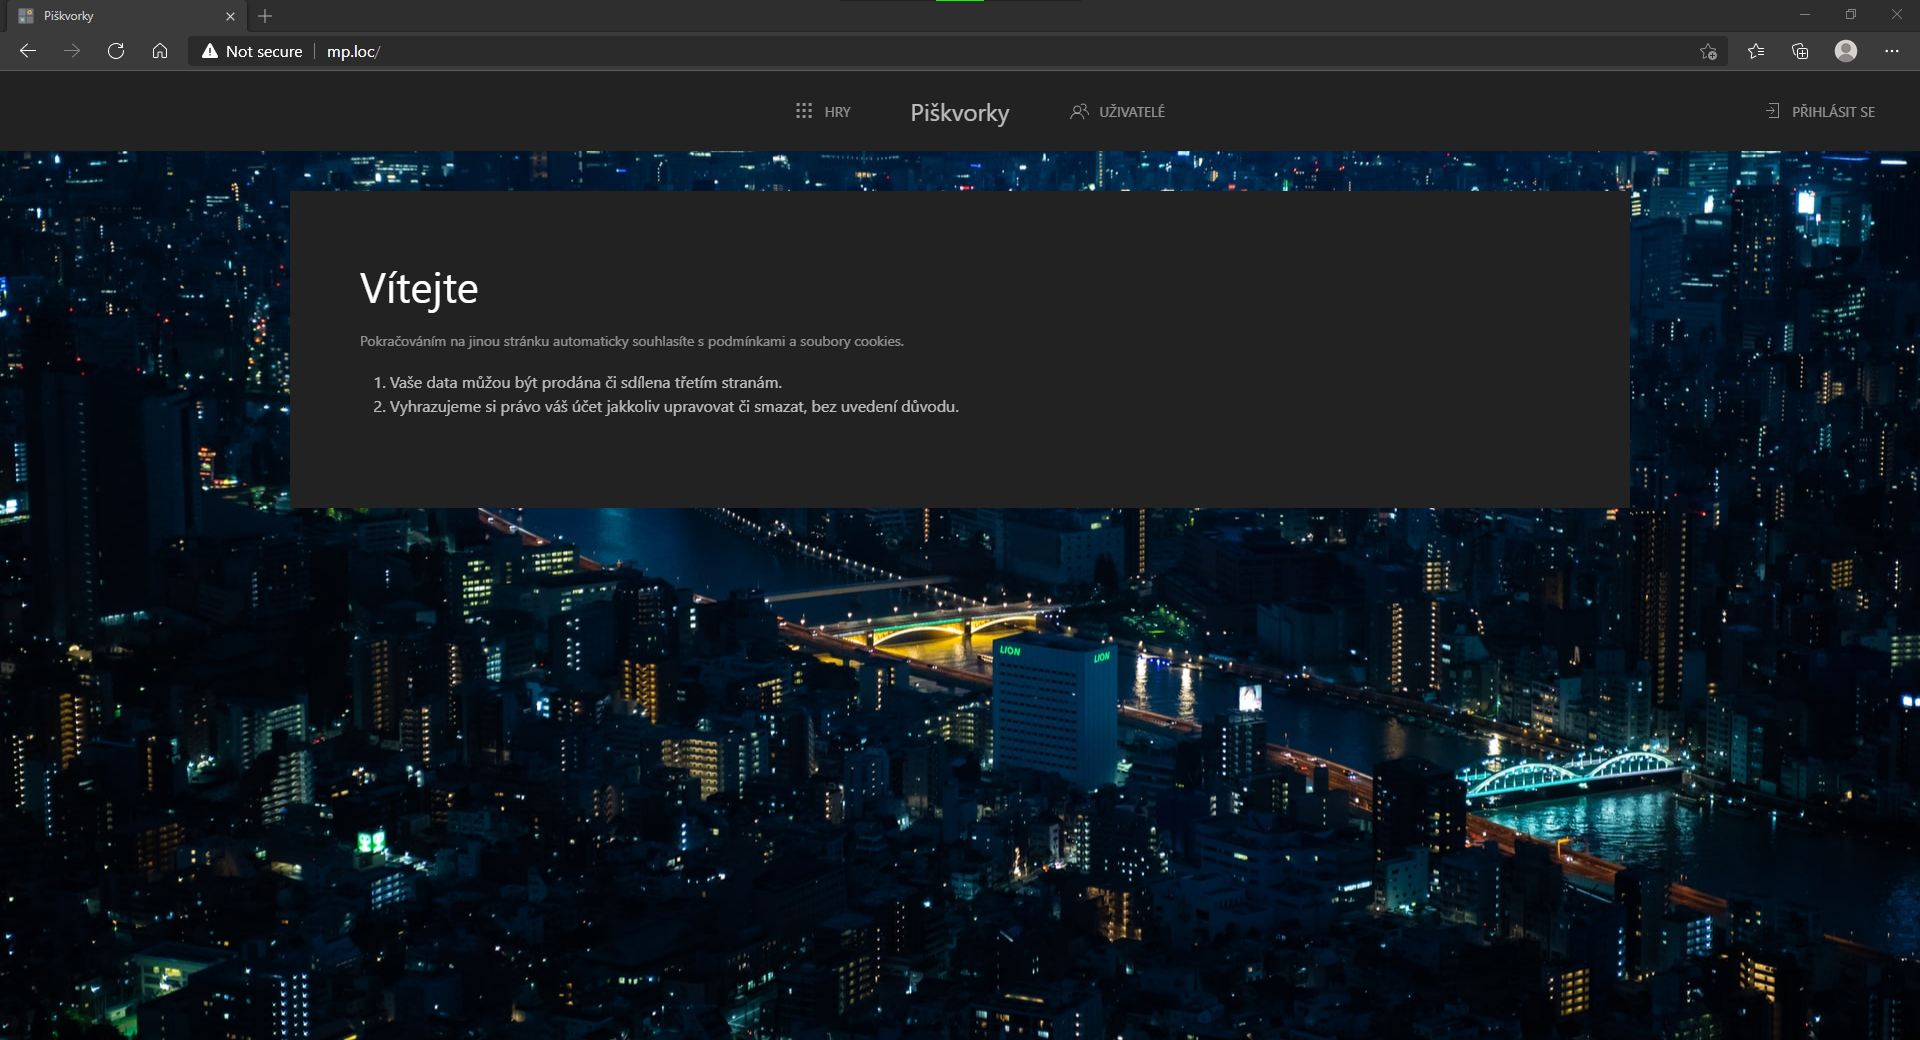 Piškvorky
Not secure
mp.loc/
HRY
Piškvorky
UŽIVATELÉ
PŘIHLÁSIT SE
Vítejte
Pokračováním na jinou stránku automaticky souhlasíte s podmínkami a soubory cookies.
1. Vaše data můžou být prodána či sdílena třetím stranám.
2. Vyhrazujeme si právo váš účet jakkoliv upravovat či smazat, bez uvedení důvodu.
LION
LION